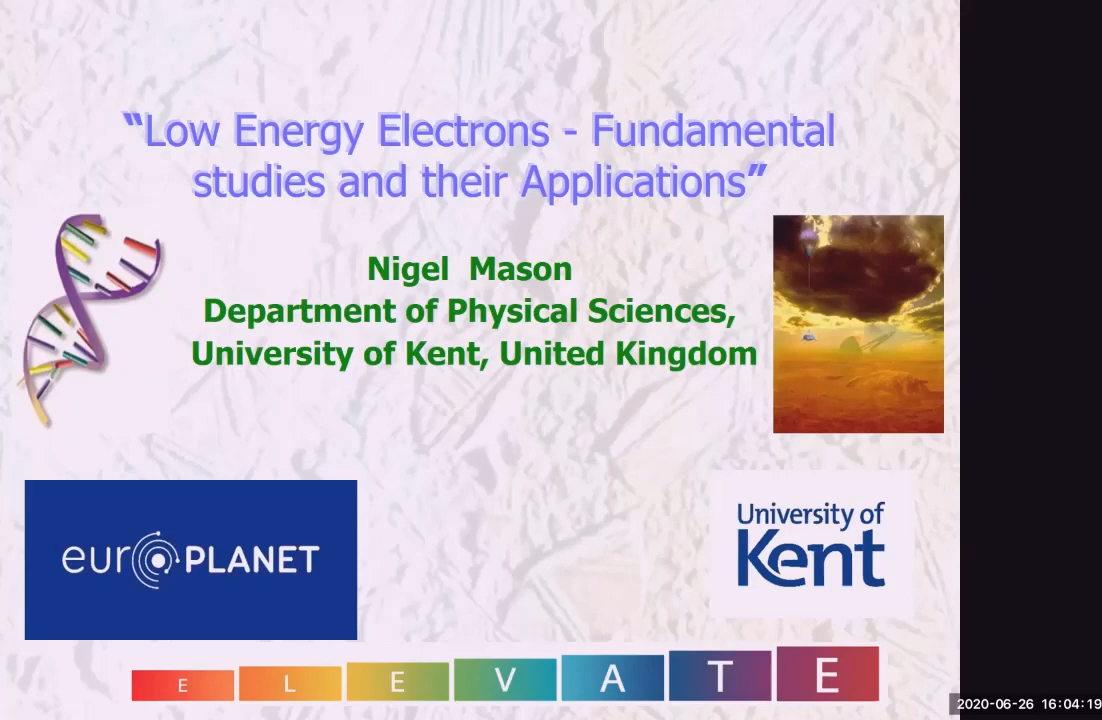 “Low Energy Electrons - Fundamental
studies and their Applications”
Nigel Mason
Department of Physical Sciences,
University of Kent, United Kingdom
euroPLANET
University of
Kent
E L E V A T E
2020-06-26 16:04:19